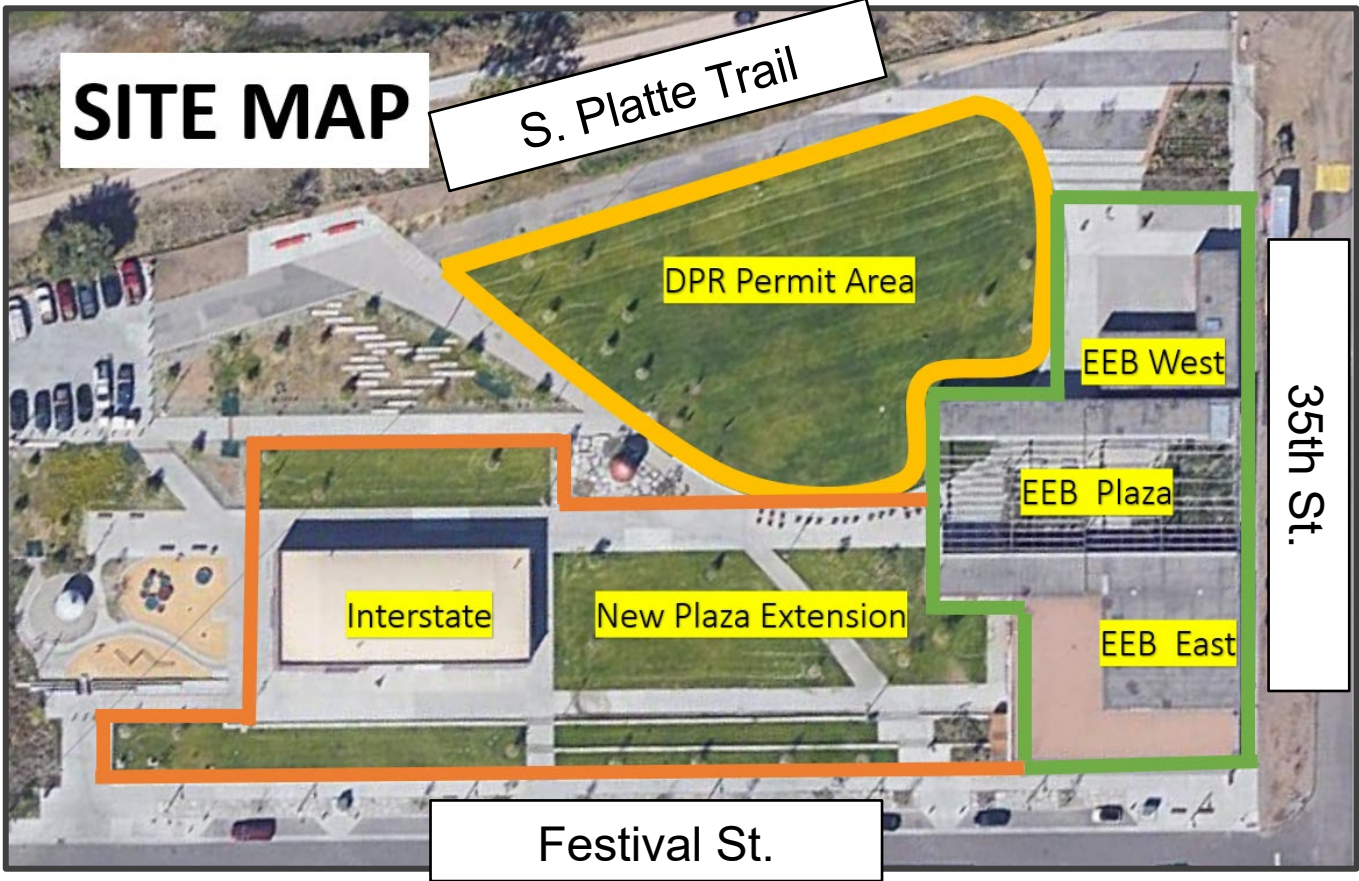 SITE MAP
S. Platte Trail
DPR Permit Area
EEB West
35th St.
EEB Plaza
Interstate
New Plaza Extension
EEB East
Festival St.